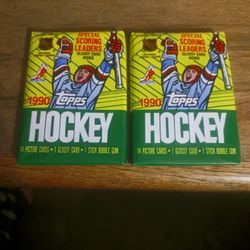 SPECIAL
SCORING
LEADERS
GLOSSY CARD
INSIDE
1990
topps
HOCKEY
14 PICTURE CARDS • 1 GLOSSY CARD • 1 STICK BUBBLE GUM
SPECIAL
SCORING
LEADERS
GLOSSY CARD
INSIDE
1990
topps
HOCKEY
14 PICTURE CARDS • 1 GLOSSY CARD • 1 STICK BUBBLE GUM